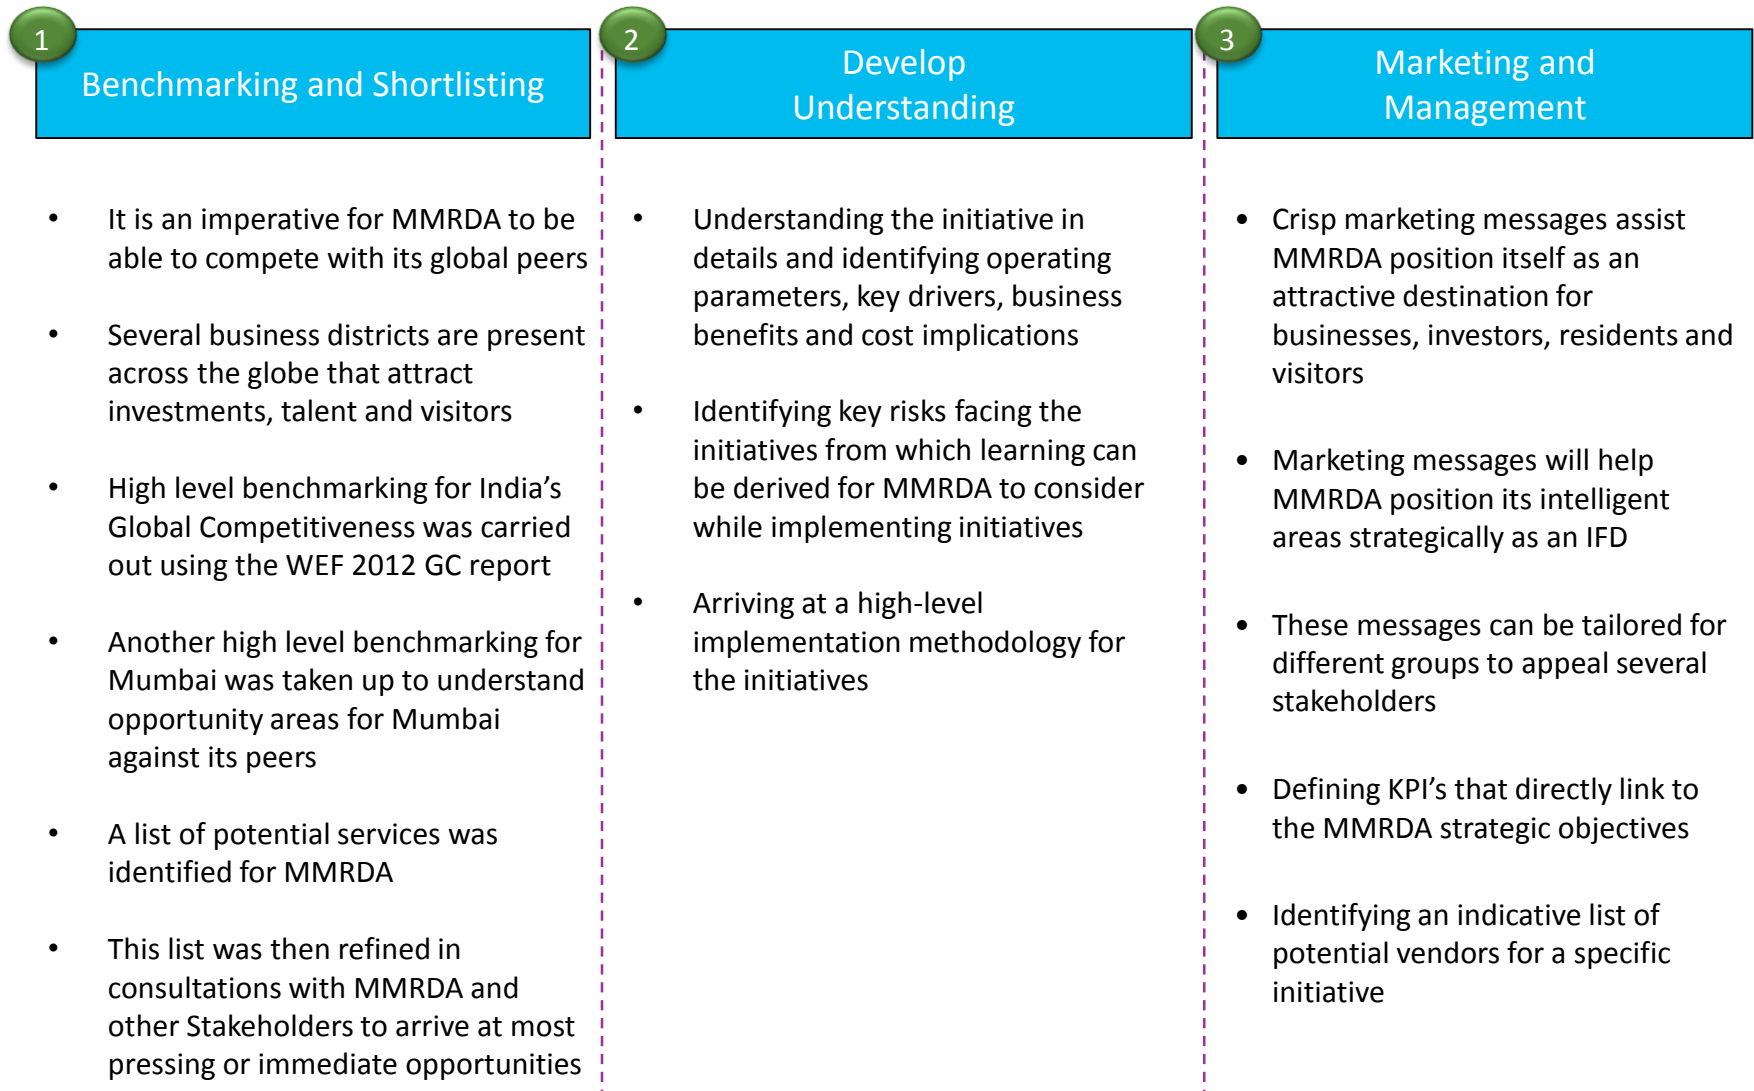 1
Benchmarking and Shortlisting
• It is an imperative for MMRDA to be
able to compete with its global peers
• Several business districts are present
across the globe that attract
investments, talent and visitors
• High level benchmarking for India’s
Global Competitiveness was carried
out using the WEF 2012 GC report
• Another high level benchmarking for
Mumbai was taken up to understand
opportunity areas for Mumbai
against its peers
• A list of potential services was
identified for MMRDA
• This list was then refined in
consultations with MMRDA and
other Stakeholders to arrive at most
pressing or immediate opportunities
2
Develop
Understanding
• Understanding the initiative in
details and identifying operating
parameters, key drivers, business
benefits and cost implications
• Identifying key risks facing the
initiatives from which learning can
be derived for MMRDA to consider
while implementing initiatives
• Arriving at a high-level
implementation methodology for
the initiatives
3
Marketing and
Management
• Crisp marketing messages assist
MMRDA position itself as an
attractive destination for
businesses, investors, residents and
visitors
• Marketing messages will help
MMRDA position its intelligent
areas strategically as an IFD
• These messages can be tailored for
different groups to appeal several
stakeholders
• Defining KPI’s that directly link to
the MMRDA strategic objectives
• Identifying an indicative list of
potential vendors for a specific
initiative